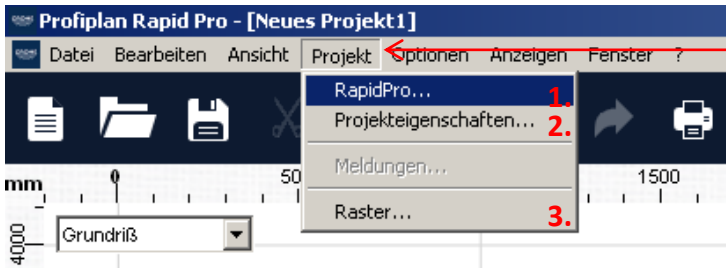 Profiplan Rapid Pro - [Neues Projekt1]
Datei Bearbeiten Ansicht Projekt Optionen Anzeigen Fenster ?
RapidPro... 1.
Projekteigenschaften... 2.
Meldungen...
Raster... 3.
mm 0 50 1500
Grundriß
4000